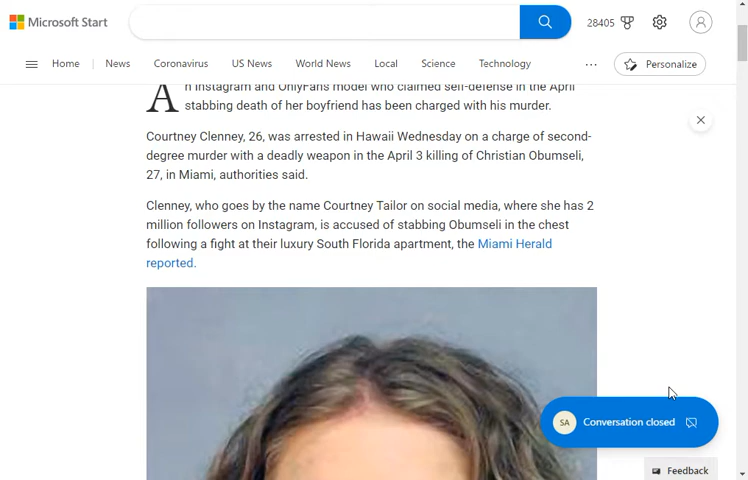 Microsoft Start
28405
Home
News
Coronavirus
US News
World News
Local
Science
Technology
...
Personalize
An Instagram and OnlyFans model who claimed self-defense in the April
stabbing death of her boyfriend has been charged with his murder.
Courtney Clenney, 26, was arrested in Hawaii Wednesday on a charge of second-
degree murder with a deadly weapon in the April 3 killing of Christian Obumseli,
27, in Miami, authorities said.
Clenney, who goes by the name Courtney Tailor on social media, where she has 2
million followers on Instagram, is accused of stabbing Obumseli in the chest
following a fight at their luxury South Florida apartment, the Miami Herald
reported.
SA
Conversation closed
Feedback